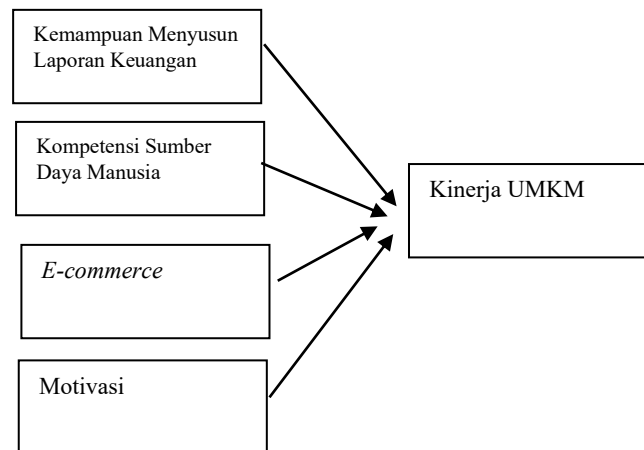 Kemampuan Menyusun
Laporan Keuangan
Kompetensi Sumber
Daya Manusia
Kinerja UMKM
E-commerce
Motivasi